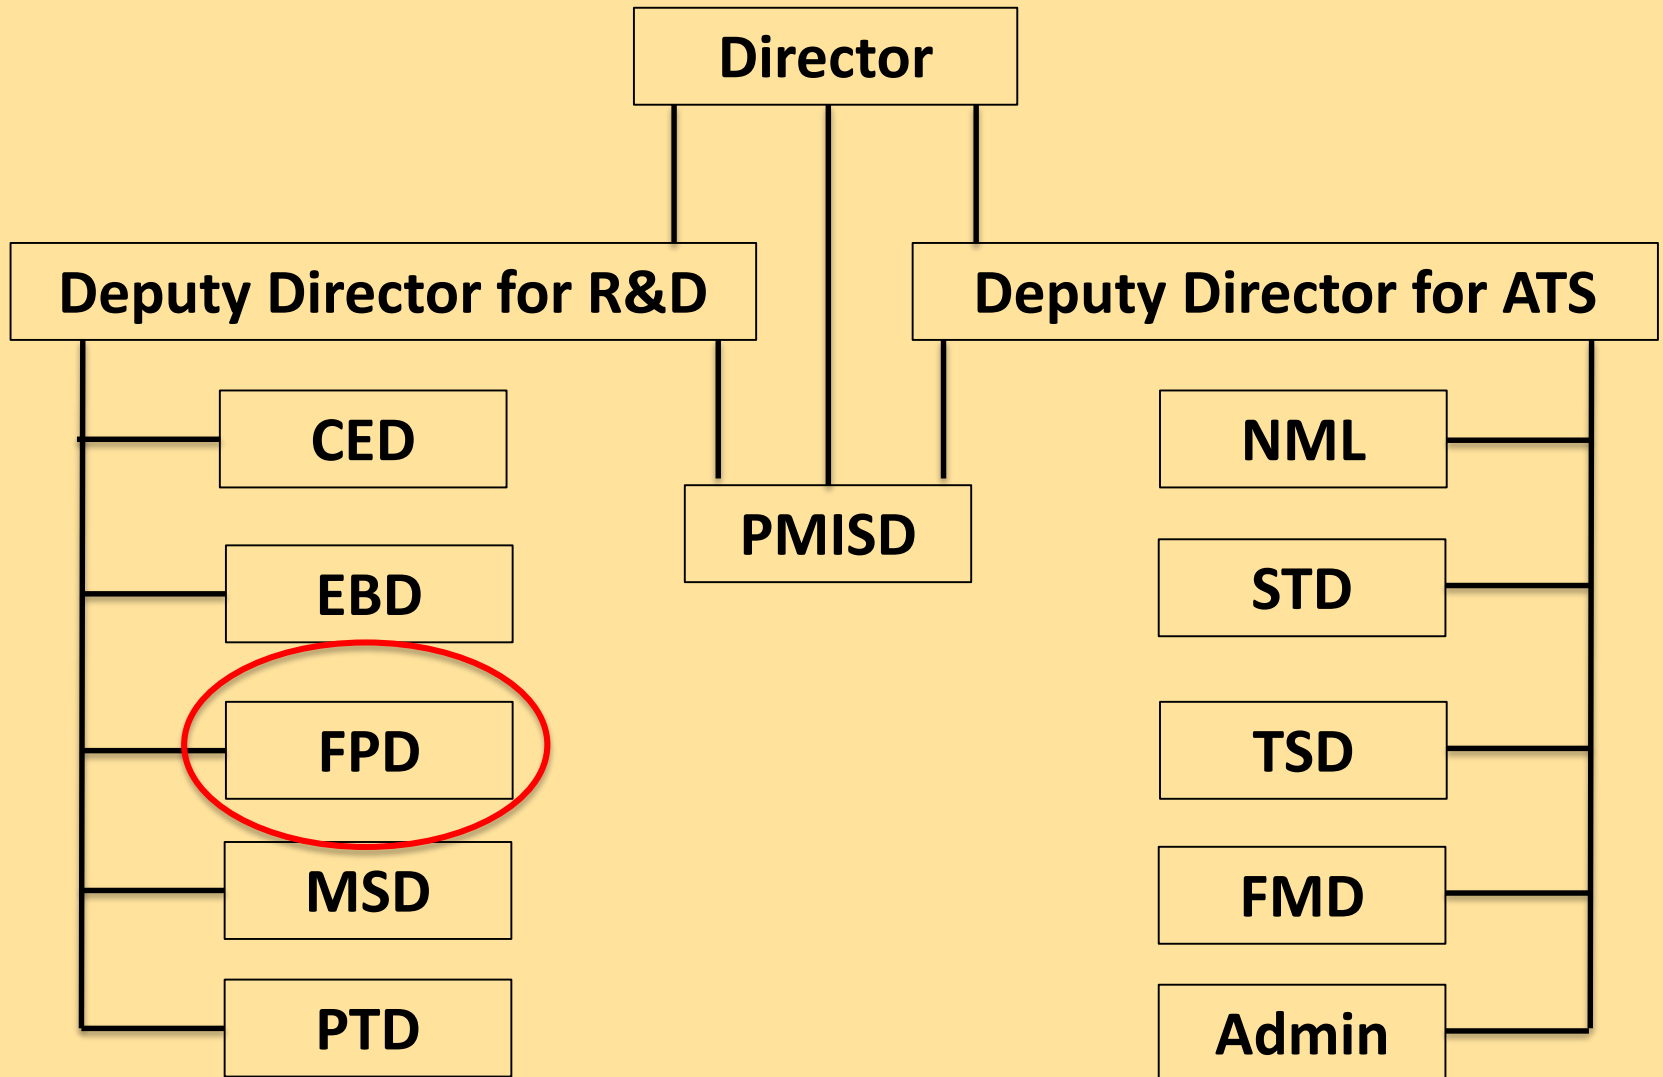 Director
Deputy Director for R&D
Deputy Director for ATS
CED
NML
PMISD
EBD
STD
FPD
TSD
MSD
FMD
PTD
Admin